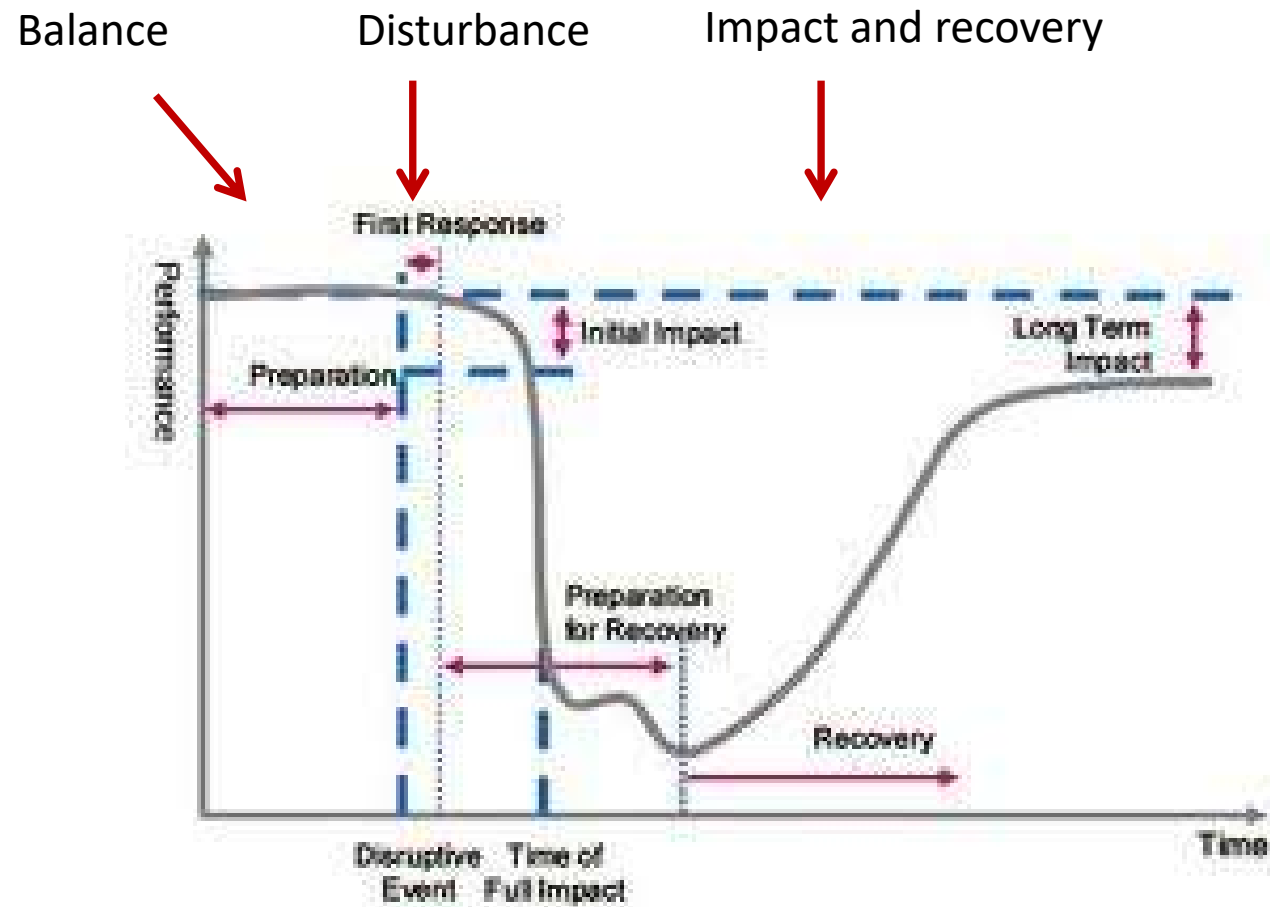 Balance
Disturbance
Impact and recovery
First Response
Performance
Initial Impact
Long Term
Impact
Preparation
Preparation
for Recovery
Recovery
Time
Disruptive
Event
Time of
Full Impact